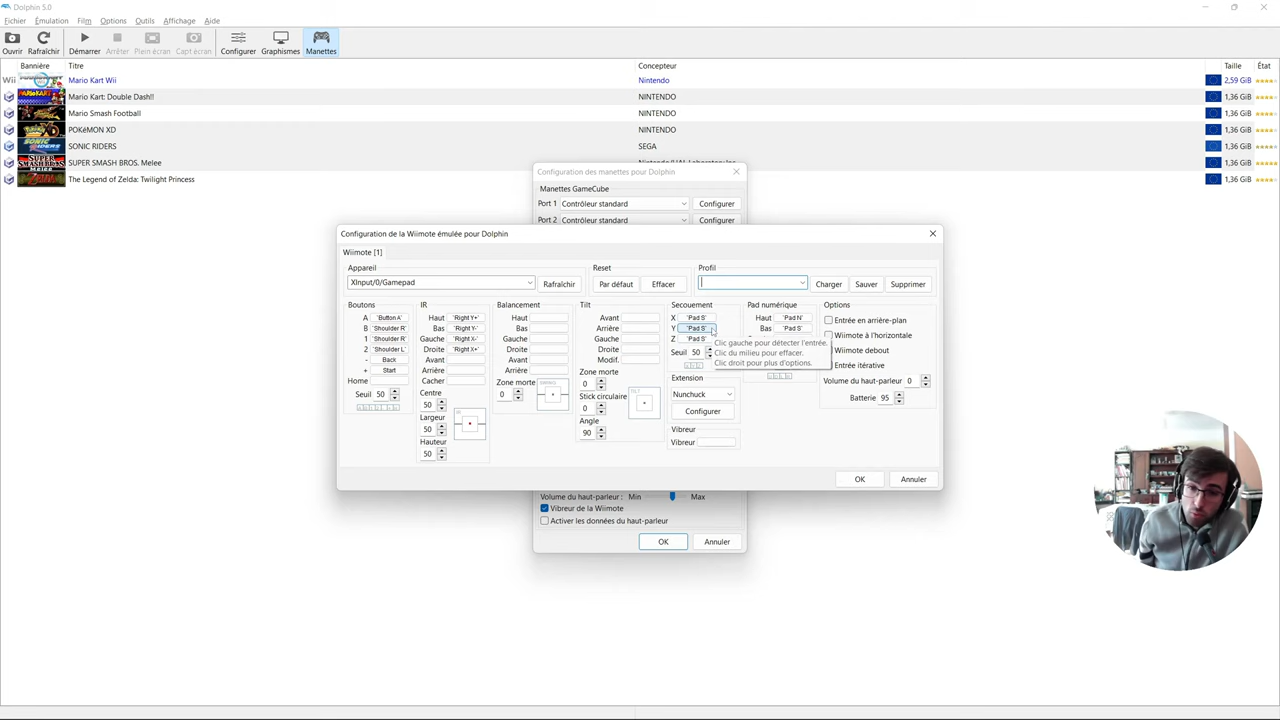 Dolphin 5.0
Fichier Émulation Film Options Outils Affichage Aide
Ouvrir Rafraîchir Démarrer Arrêter Plein écran Capt écran Configurer Graphismes Manettes
Bannière Titre Concepteur Taille État
Wii Mario Kart Wii Nintendo 2,59 GiB
Mario Kart: Double Dash!! NINTENDO 1,36 GiB
Mario Smash Football NINTENDO 1,36 GiB
POKéMON XD NINTENDO 1,36 GiB
SONIC RIDERS SEGA 1,36 GiB
SUPER SMASH BROS. Melee 1,36 GiB
The Legend of Zelda: Twilight Princess 1,36 GiB
Configuration des manettes pour Dolphin
Manettes GameCube
Port 1 Contrôleur standard Configurer
Port 2 Contrôleur standard Configurer
Configuration de la Wiimote émulée pour Dolphin
Wiimote [1]
Appareil
XInput/0/Gamepad Rafraîchir
Reset
Par défaut Effacer
Profil
Charger Sauver Supprimer
Boutons
A 'Button A'
B 'Shoulder R'
1 'Shoulder R'
2 'Shoulder L'
- Back
+ Start
Home
Seuil 50
IR
Haut 'Right Y+'
Bas 'Right Y-'
Gauche 'Right X-'
Droite 'Right X+'
Avant
Arrière
Cacher
Centre
50
Largeur
50
Hauteur
50
Balancement
Haut
Bas
Gauche
Droite
Avant
Arrière
Zone morte
0
Tilt
Avant
Arrière
Gauche
Droite
Modif.
Zone morte
0
Stick circulaire
0
Angle
90
Secouement
X 'Pad S'
Y 'Pad S'
Z 'Pad S'
Seuil 50
Extension
Nunchuck
Configurer
Vibreur
Vibreur
Pad numérique
Haut 'Pad N'
Bas 'Pad S'
Clic gauche pour détecter l'entrée.
Clic du milieu pour effacer.
Clic droit pour plus d'options.
Options
Entrée en arrière-plan
Wiimote à l'horizontale
Wiimote debout
Entrée itérative
Volume du haut-parleur 0
Batterie 95
OK Annuler
Volume du haut-parleur : Min Max
Vibreur de la Wiimote
Activer les données du haut-parleur
OK Annuler